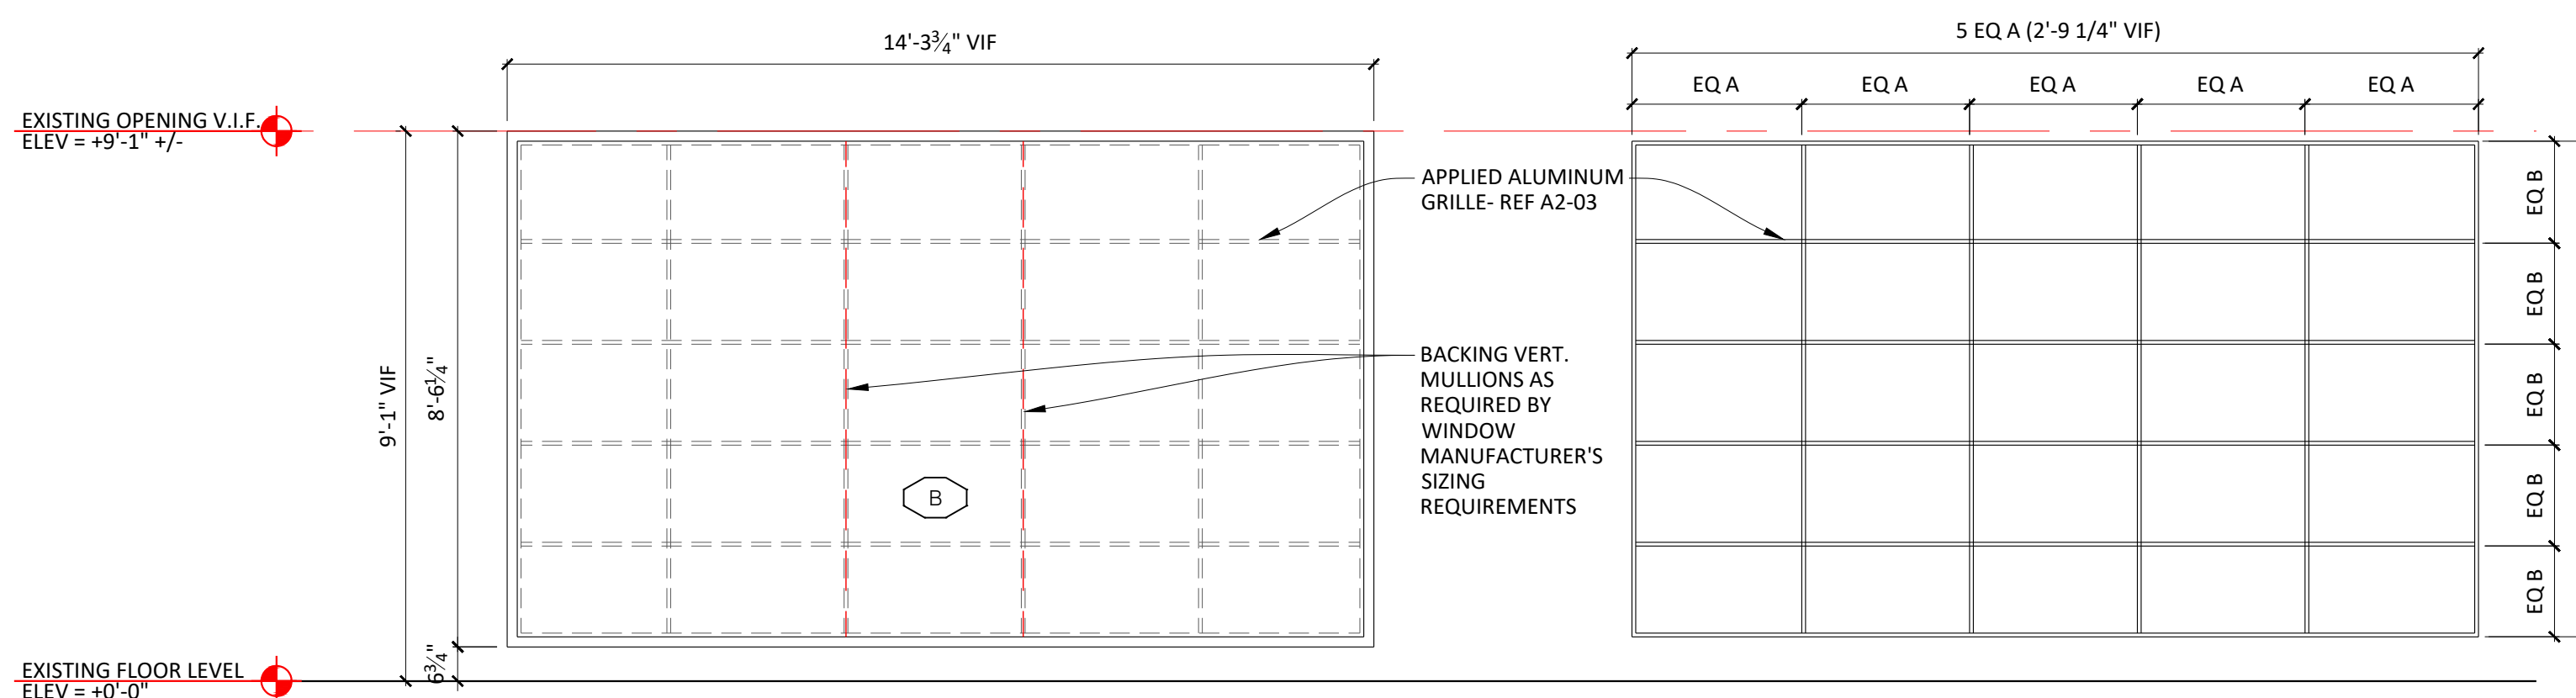 14'-3¾" VIF
5 EQ A (2'-9 1/4" VIF)
EQ A
EQ A
EQ A
EQ A
EQ A
EXISTING OPENING V.I.F.
ELEV = +9'-1" +/-
APPLIED ALUMINUM
GRILLE- REF A2-03
BACKING VERT.
MULLIONS AS
REQUIRED BY
WINDOW
MANUFACTURER'S
SIZING
REQUIREMENTS
9'-1" VIF
8'-6¼"
6¾"
B
EQ B
EQ B
EQ B
EQ B
EQ B
EXISTING FLOOR LEVEL
ELEV = +0'-0"